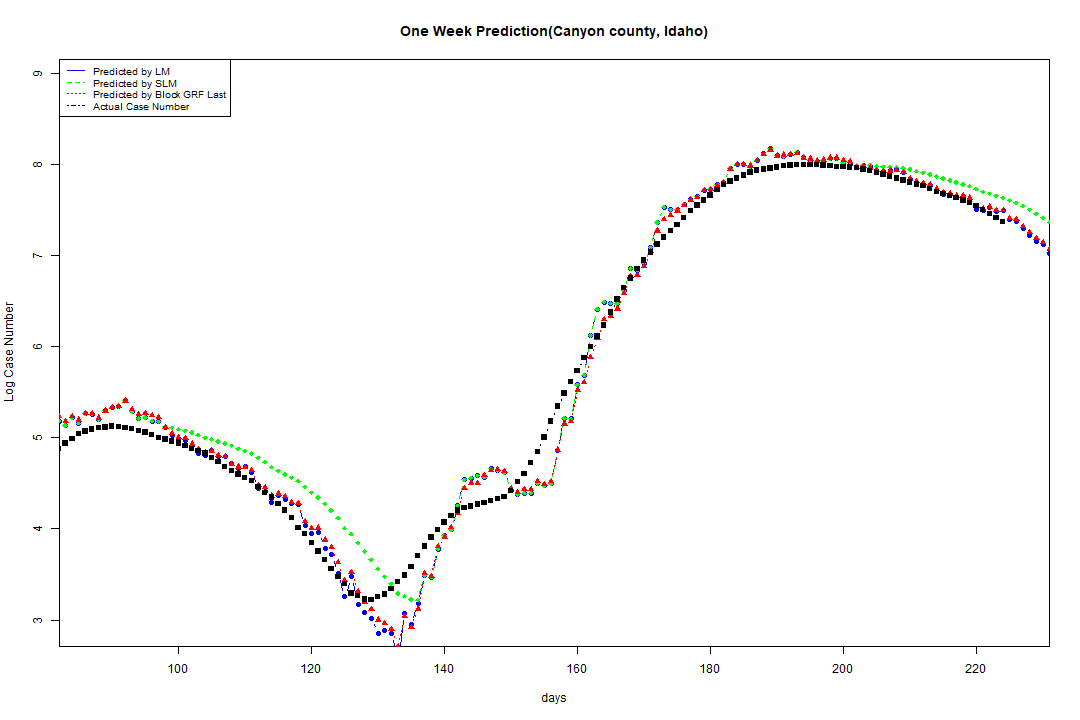 One Week Prediction(Canyon county, Idaho)
Predicted by LM
Predicted by SLM
Predicted by Block GRF Last
Actual Case Number
9
8
7
6
5
4
3
Log Case Number
100 120 140 160 180 200 220
days